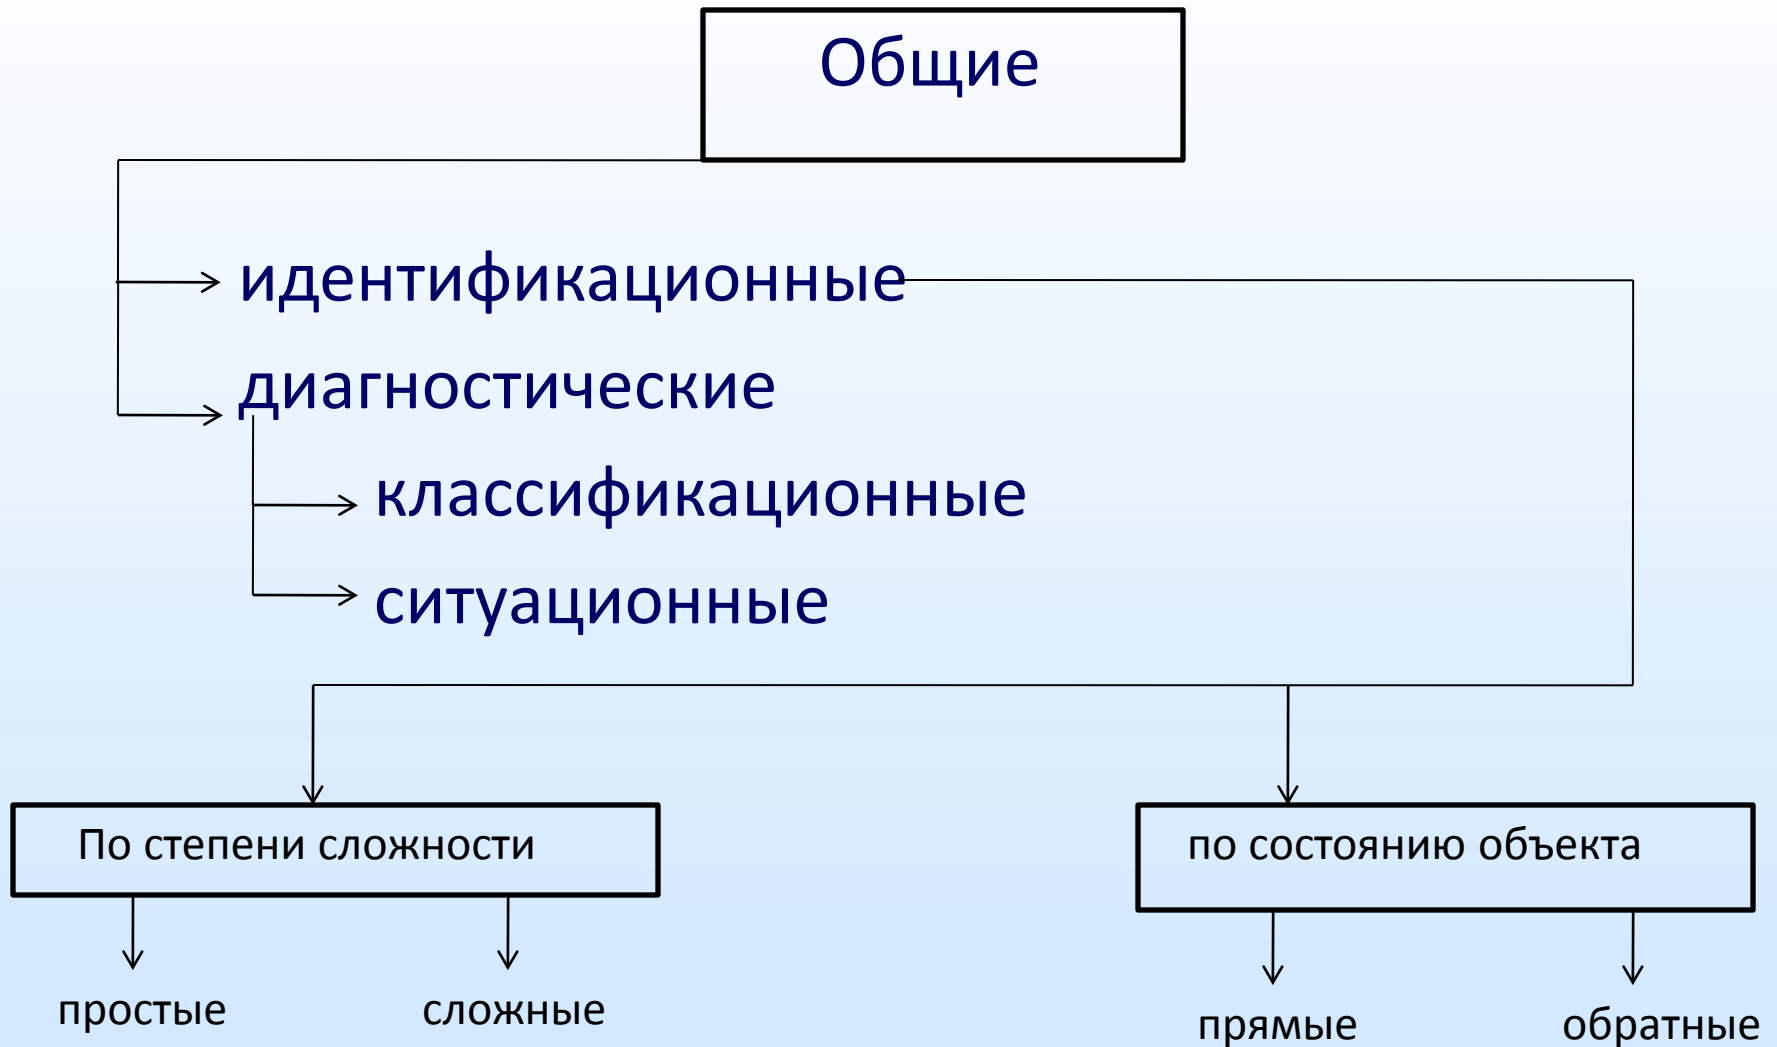 Общие
идентификационные
диагностические
классификационные
ситуационные
По степени сложности
по состоянию объекта
простые
сложные
прямые
обратные